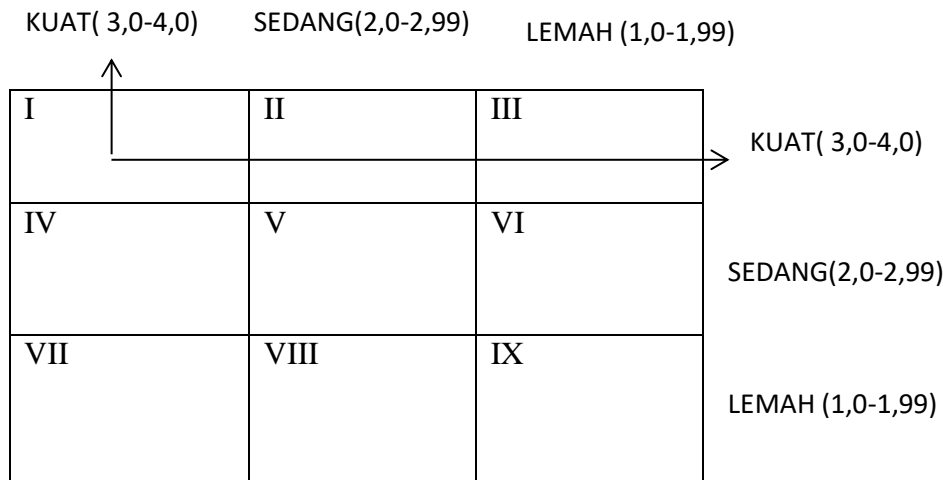 KUAT( 3,0-4,0) SEDANG(2,0-2,99) LEMAH (1,0-1,99)
I II III
KUAT( 3,0-4,0)
IV V VI
SEDANG(2,0-2,99)
VII VIII IX
LEMAH (1,0-1,99)